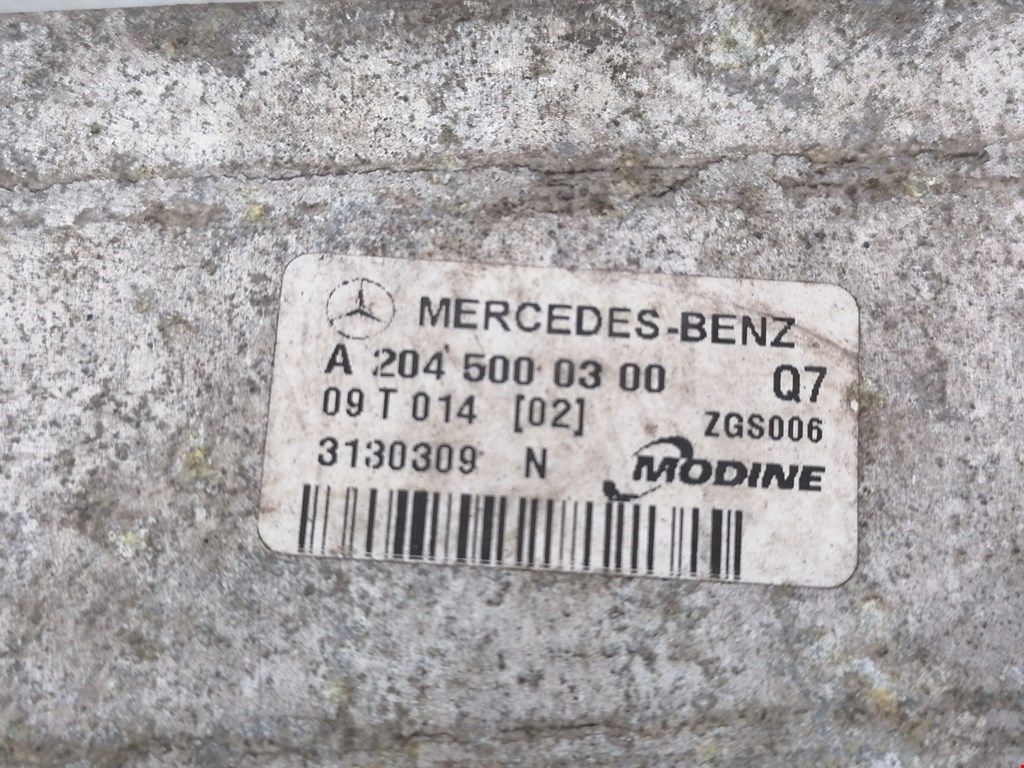 MERCEDES-BENZ
A 204 500 03 00 Q7
09 T 014 [02] ZGS006
3130309 N MODINE